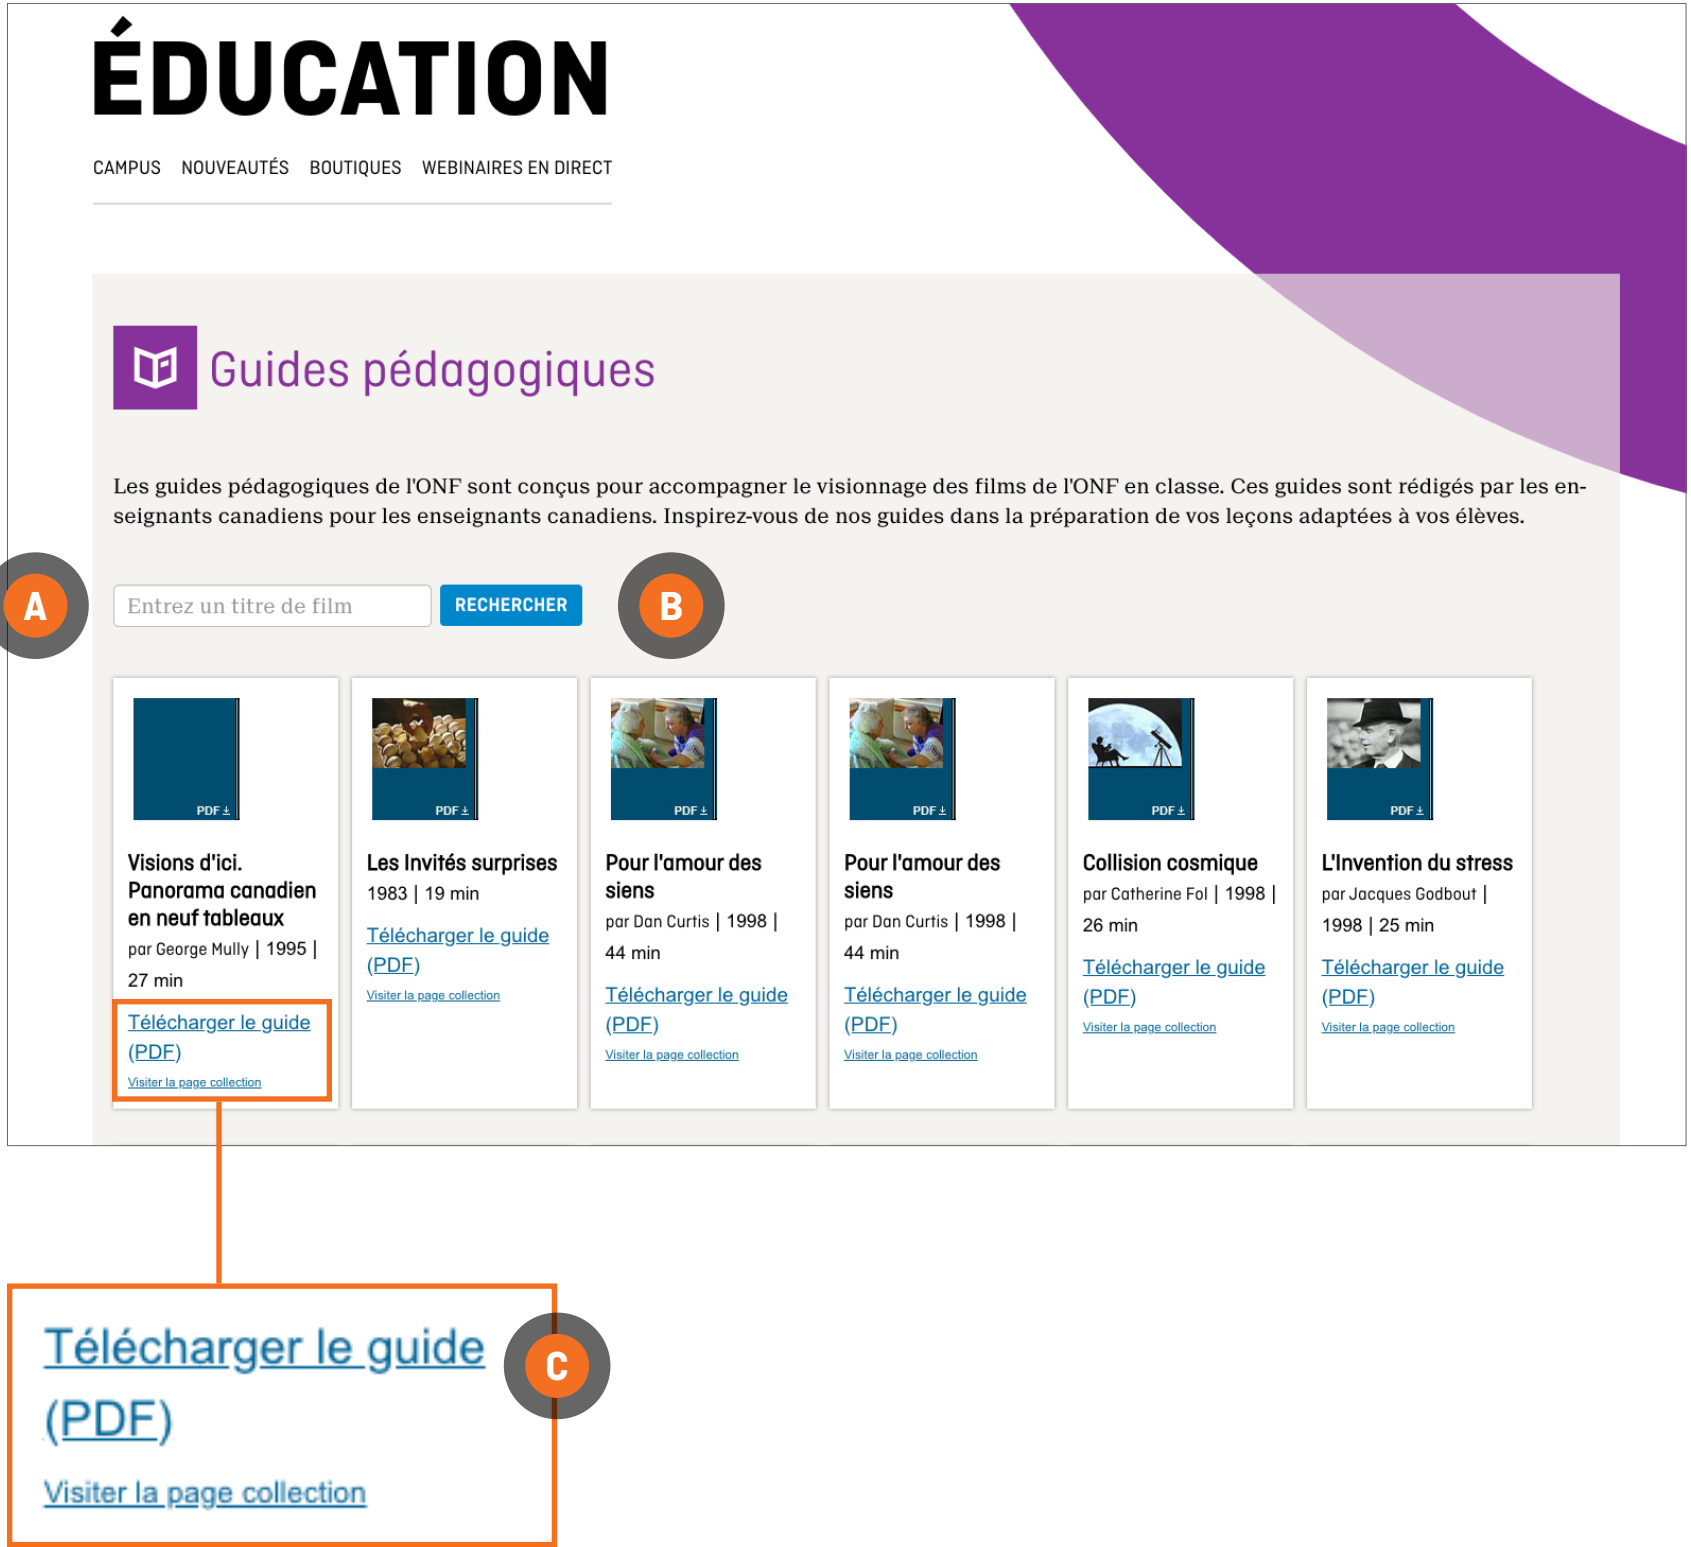 ÉDUCATION
CAMPUS NOUVEAUTÉS BOUTIQUES WEBINAIRES EN DIRECT
Guides pédagogiques
Les guides pédagogiques de l'ONF sont conçus pour accompagner le visionnage des films de l'ONF en classe. Ces guides sont rédigés par les en-
seignants canadiens pour les enseignants canadiens. Inspirez-vous de nos guides dans la préparation de vos leçons adaptées à vos élèves.
A
Entrez un titre de film
RECHERCHER
B
PDF
Visions d'ici.
Panorama canadien
en neuf tableaux
par George Mully | 1995 |
27 min
Télécharger le guide
(PDF)
Visiter la page collection
PDF
Les Invités surprises
1983 | 19 min
Télécharger le guide
(PDF)
Visiter la page collection
PDF
Pour l'amour des
siens
par Dan Curtis | 1998 |
44 min
Télécharger le guide
(PDF)
Visiter la page collection
PDF
Pour l'amour des
siens
par Dan Curtis | 1998 |
44 min
Télécharger le guide
(PDF)
Visiter la page collection
PDF
Collision cosmique
par Catherine Fol | 1998 |
26 min
Télécharger le guide
(PDF)
Visiter la page collection
PDF
L'Invention du stress
par Jacques Godbout |
1998 | 25 min
Télécharger le guide
(PDF)
Visiter la page collection
Télécharger le guide
(PDF)
Visiter la page collection
C